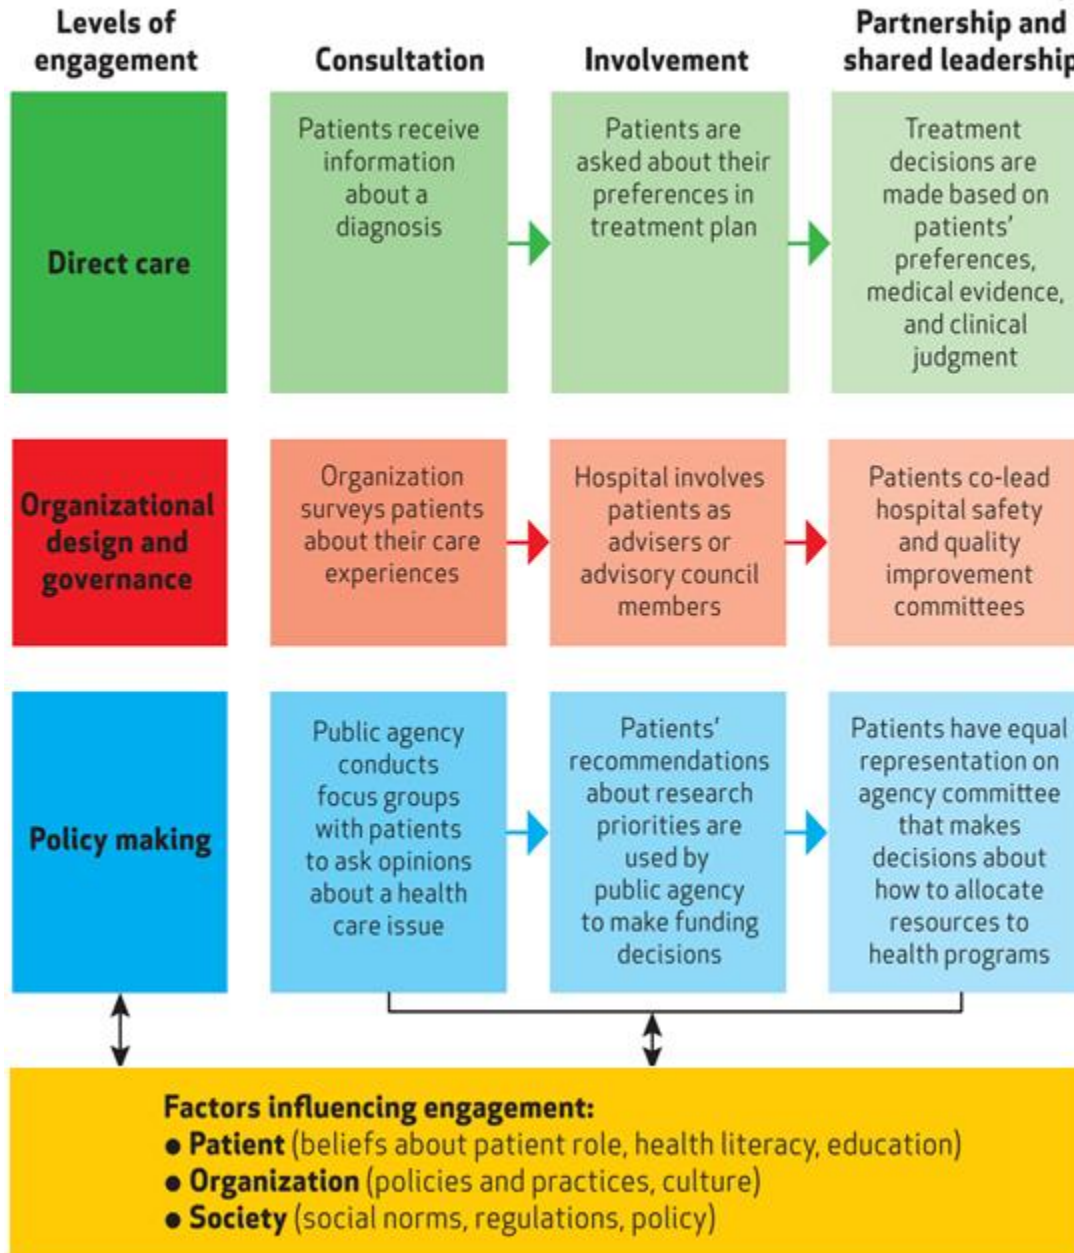 Levels of
engagement
Consultation
Involvement
Partnership and
shared leadership
Direct care
Patients receive
information
about a
diagnosis
Patients are
asked about their
preferences in
treatment plan
Treatment
decisions are
made based on
patients'
preferences,
medical evidence,
and clinical
judgment
Organizational
design and
governance
Organization
surveys patients
about their care
experiences
Hospital involves
patients as
advisers or
advisory council
members
Patients co-lead
hospital safety
and quality
improvement
committees
Policy making
Public agency
conducts
focus groups
with patients
to ask opinions
about a health
care issue
Patients'
recommendations
about research
priorities are
used by
public agency
to make funding
decisions
Patients have equal
representation on
agency committee
that makes
decisions about
how to allocate
resources to
health programs
Factors influencing engagement:
● Patient (beliefs about patient role, health literacy, education)
● Organization (policies and practices, culture)
● Society (social norms, regulations, policy)